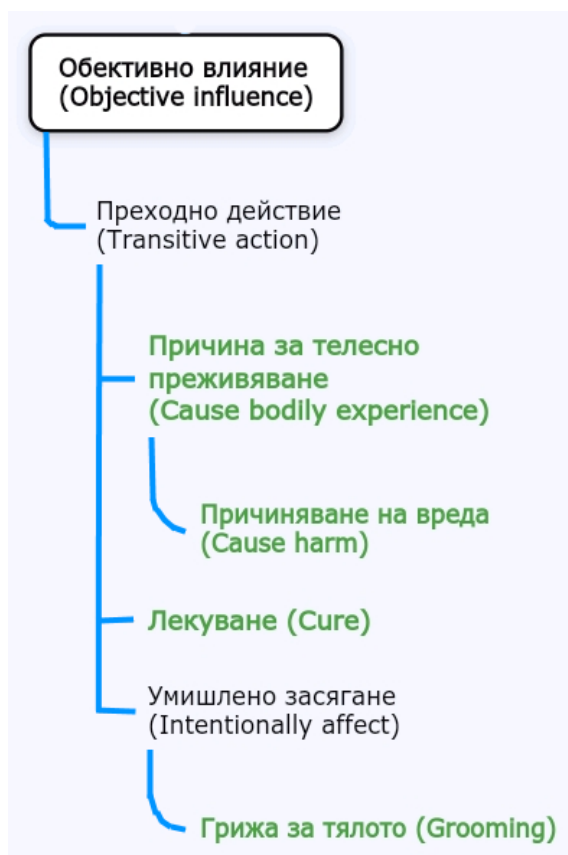 Обективно влияние
(Objective influence)
Преходно действие
(Transitive action)
Причина за телесно
преживяване
(Cause bodily experience)
Причиняване на вреда
(Cause harm)
Лекуване (Cure)
Умишлено засягане
(Intentionally affect)
Грижа за тялото (Grooming)